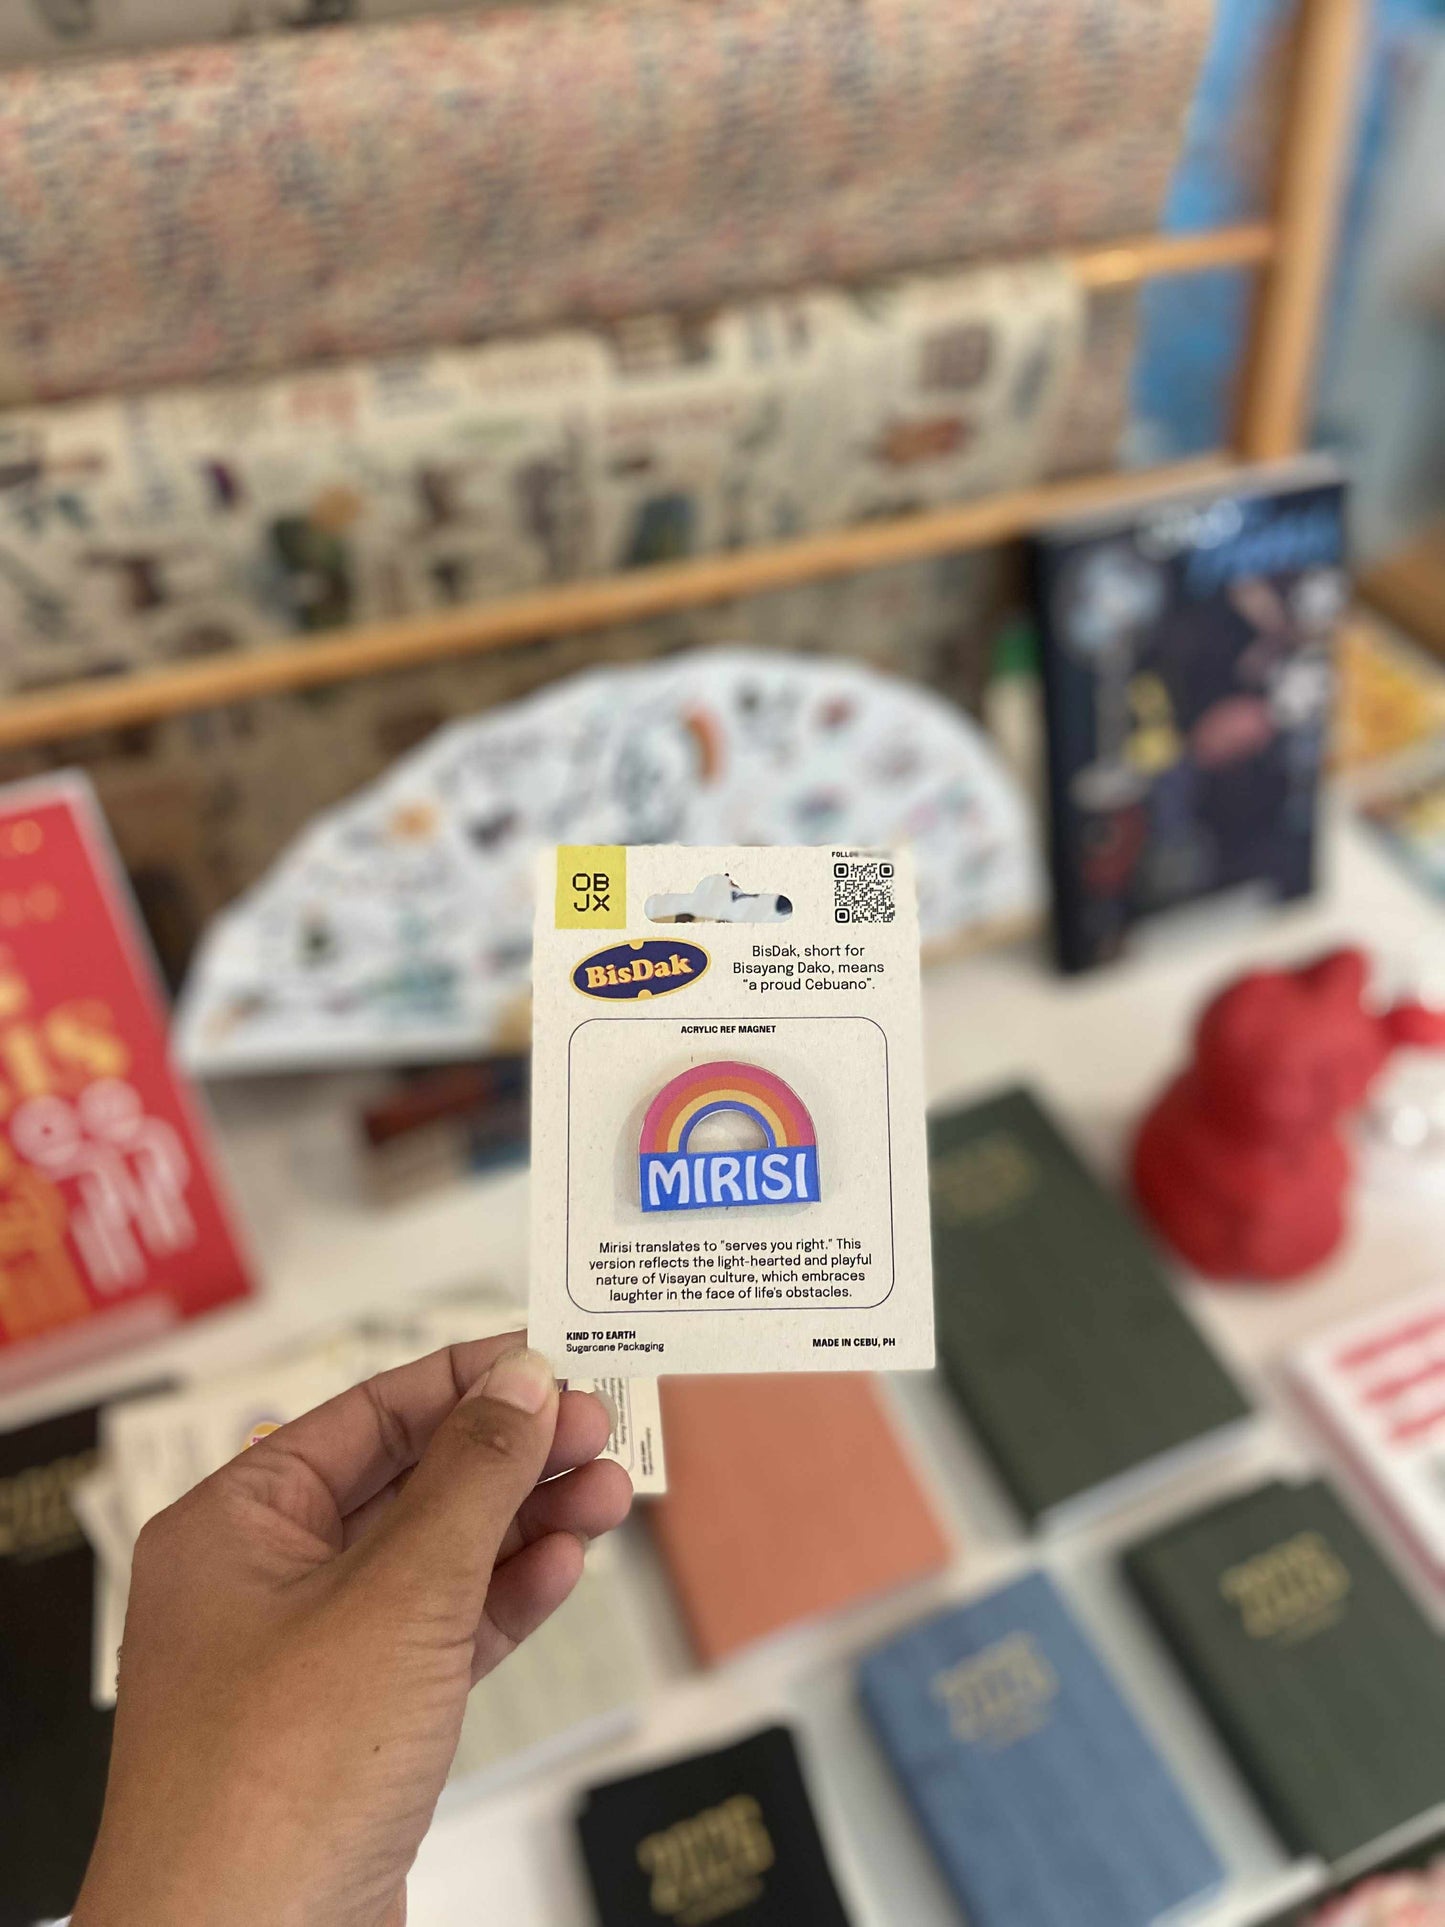 OB
JX
FOLLOW
BisDak
BisDak, short for
Bisayang Dako, means
"a proud Cebuano".
ACRYLIC REF MAGNET
MIRISI
Mirisi translates to "serves you right." This
version reflects the light-hearted and playful
nature of Visayan culture, which embraces
laughter in the face of life's obstacles.
KIND TO EARTH
Sugarcane Packaging
MADE IN CEBU, PH